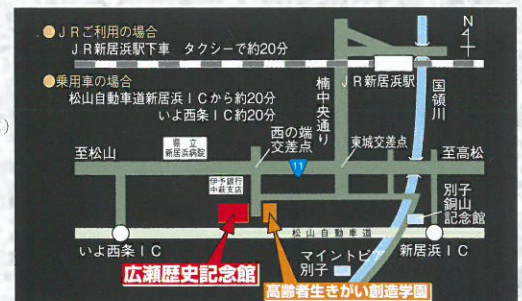 ●JRご利用の場合
JR新居浜駅下車 タクシーで約20分
●乗用車の場合
松山自動車道新居浜ICから約20分
いよ西条ICから約20分
N
JR新居浜駅
国領川
楠中央通り
西の端
交差点
東城交差点
県立
新居浜病院
至松山
11
至高松
伊予銀行
中萩支店
別子
銅山
記念館
松山自動車道
いよ西条IC
新居浜IC
マイントピア
別子
広瀬歴史記念館
高齢者生きがい創造学園